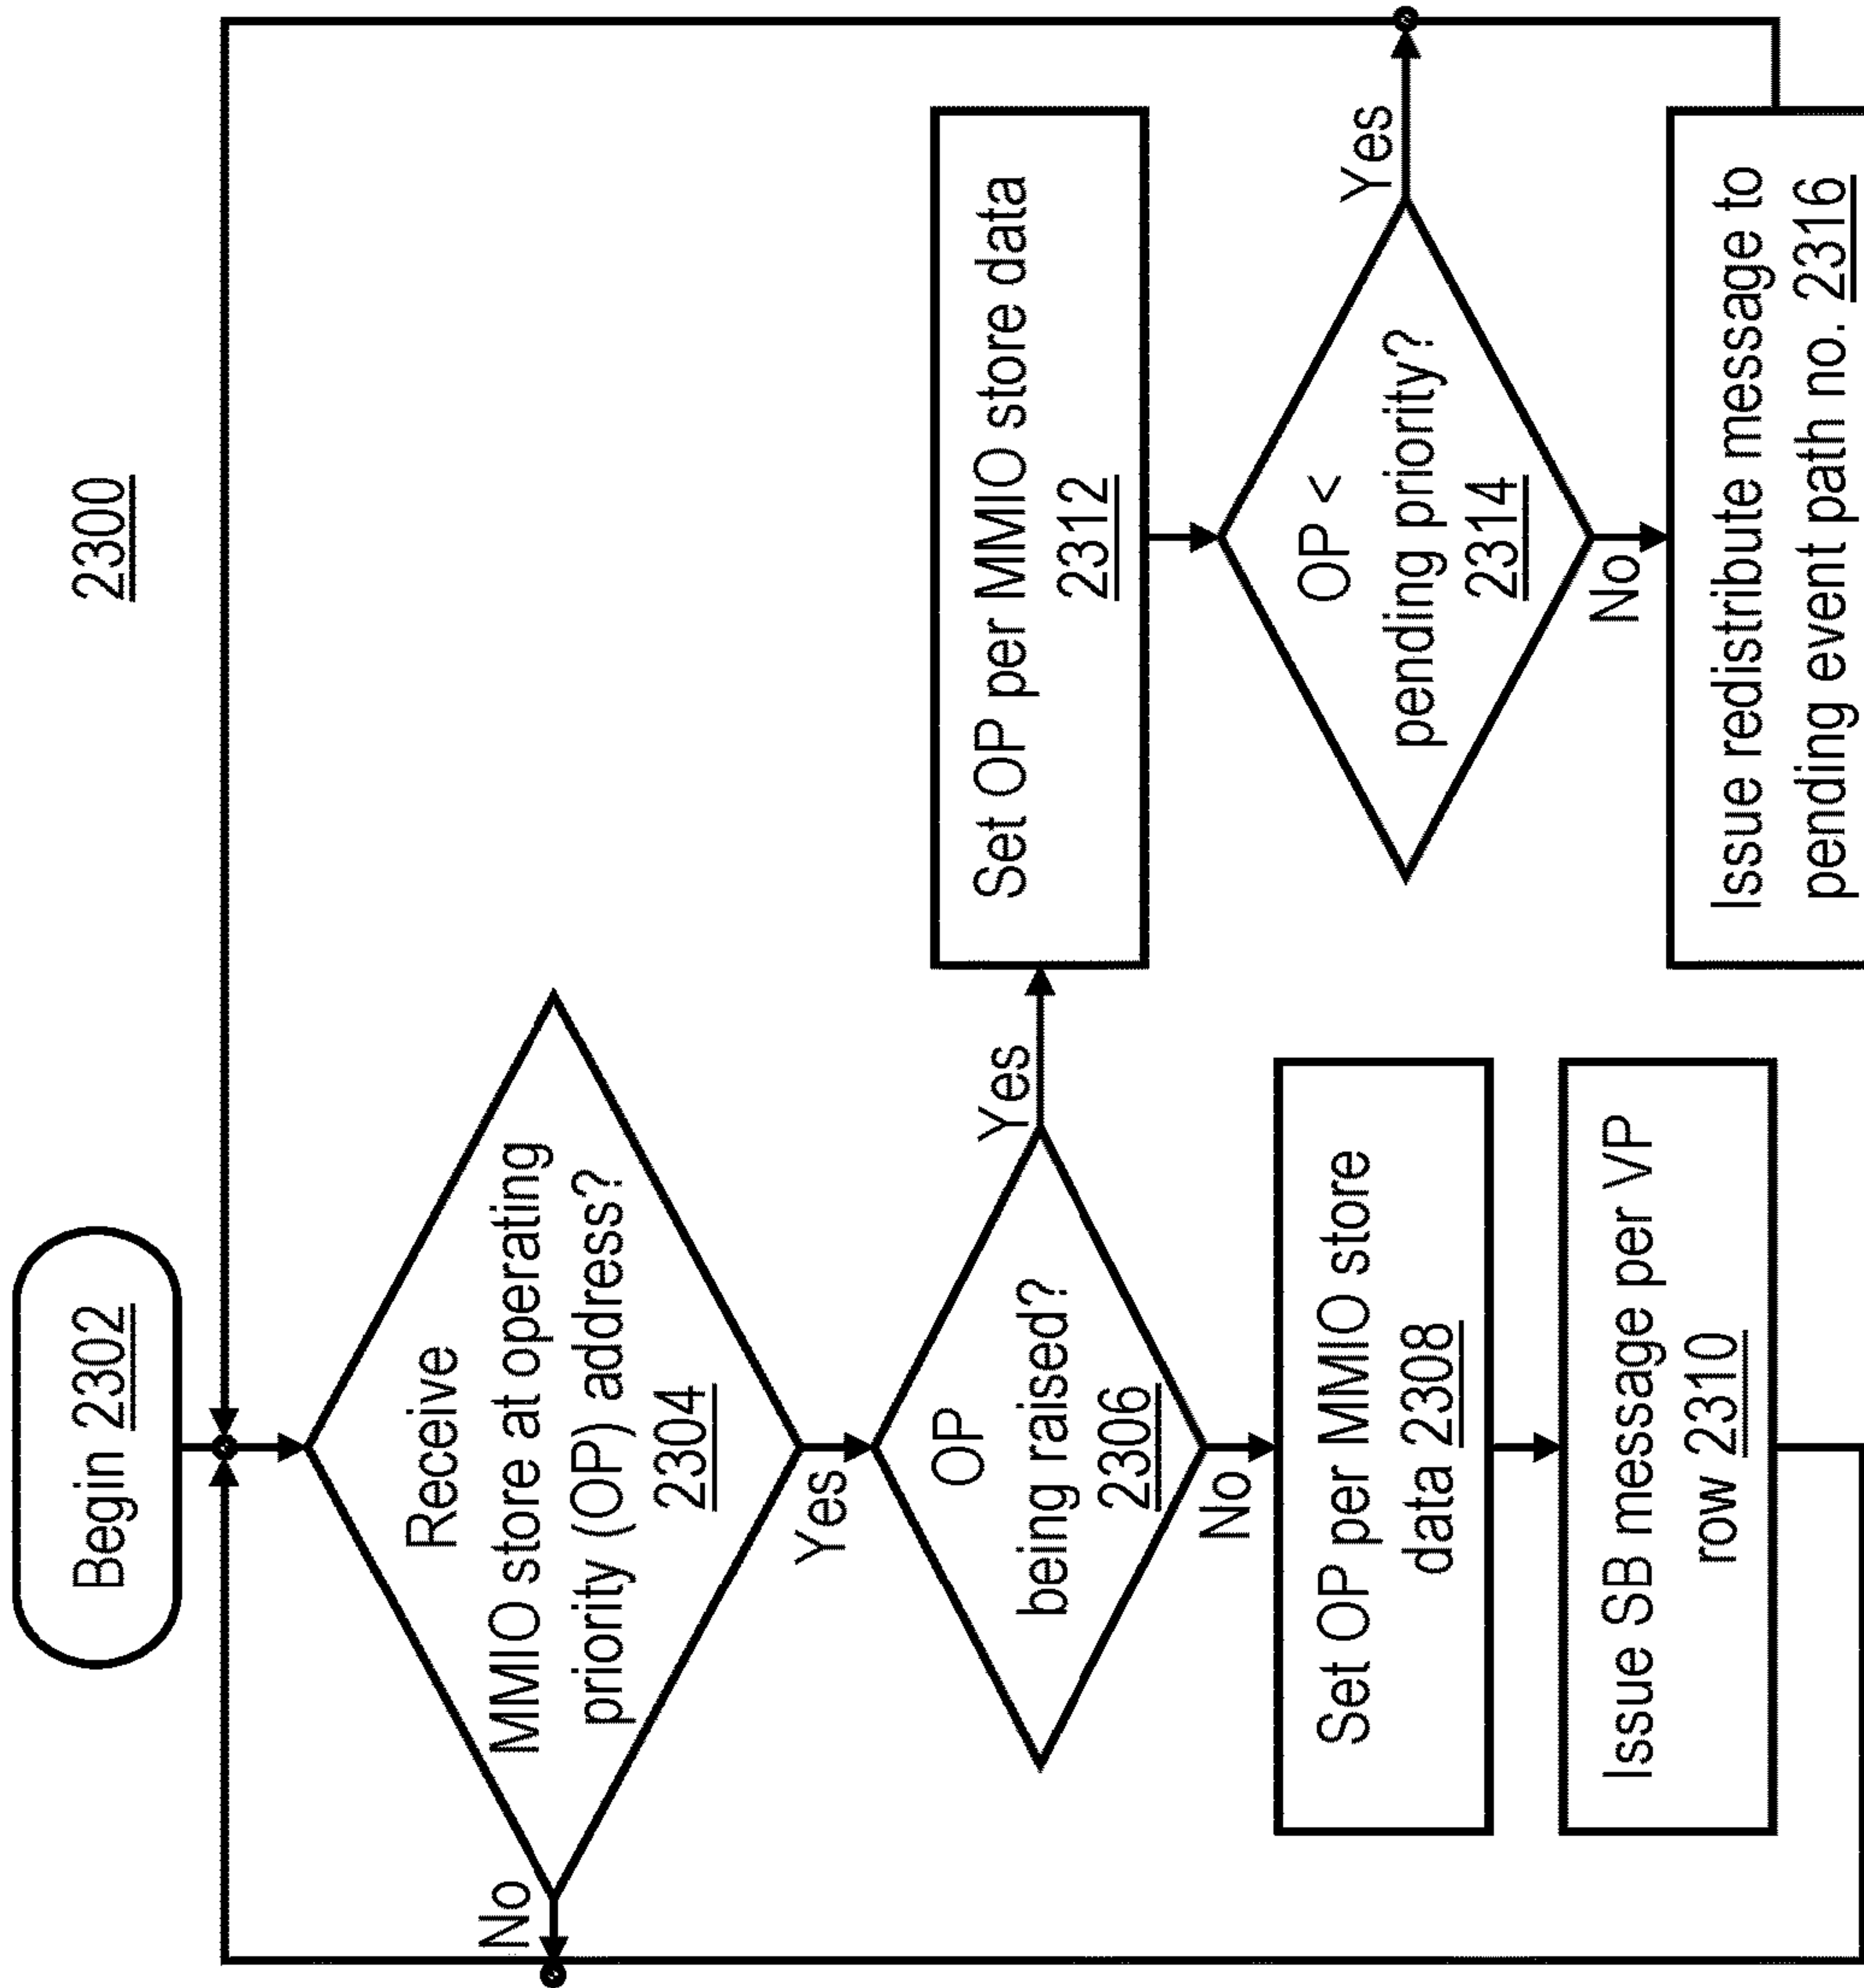 2300
Begin 2302
Receive
MMIO store at operating
priority (OP) address?
2304
No
Yes
OP
being raised?
2306
Yes
No
Set OP per MMIO store
data 2308
Issue SB message per VP
row 2310
Set OP per MMIO store data
2312
OP <
pending priority?
2314
Yes
No
Issue redistribute message to
pending event path no. 2316